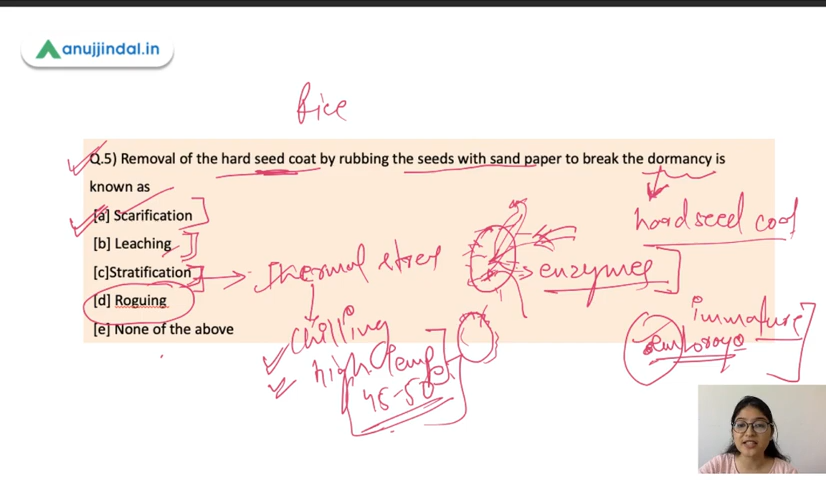 anujjindal.in
Rice
Q.5) Removal of the hard seed coat by rubbing the seeds with sand paper to break the dormancy is
known as
[a] Scarification
[b] Leaching
[c]Stratification
[d] Roguing
[e] None of the above
hard seed coat
thermal stress
enzymes
chilling
high temp
45-50
immature
embroyo